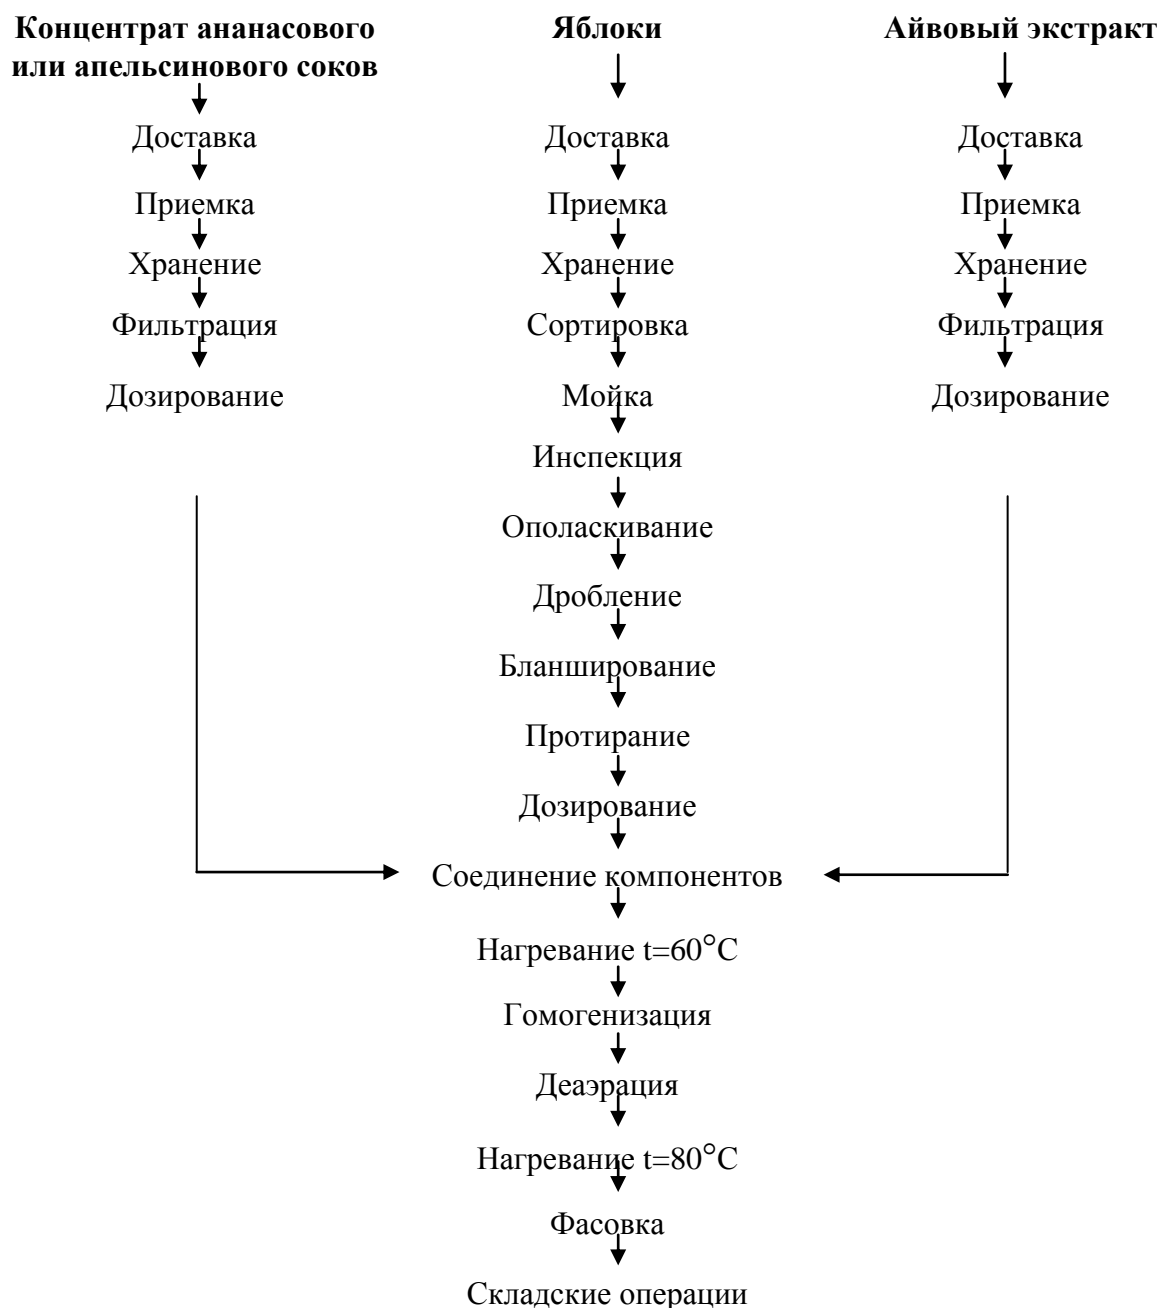 Концентрат ананасового
или апельсинового соков
Доставка
Приемка
Хранение
Фильтрация
Дозирование
Яблоки
Доставка
Приемка
Хранение
Сортировка
Мойка
Инспекция
Ополаскивание
Дробление
Бланширование
Протирание
Дозирование
Айвовый экстракт
Доставка
Приемка
Хранение
Фильтрация
Дозирование
Соединение компонентов
Нагревание t=60°C
Гомогенизация
Деаэрация
Нагревание t=80°C
Фасовка
Складские операции